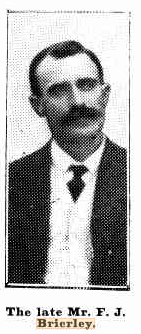 The late Mr. F. J.
Brierley.